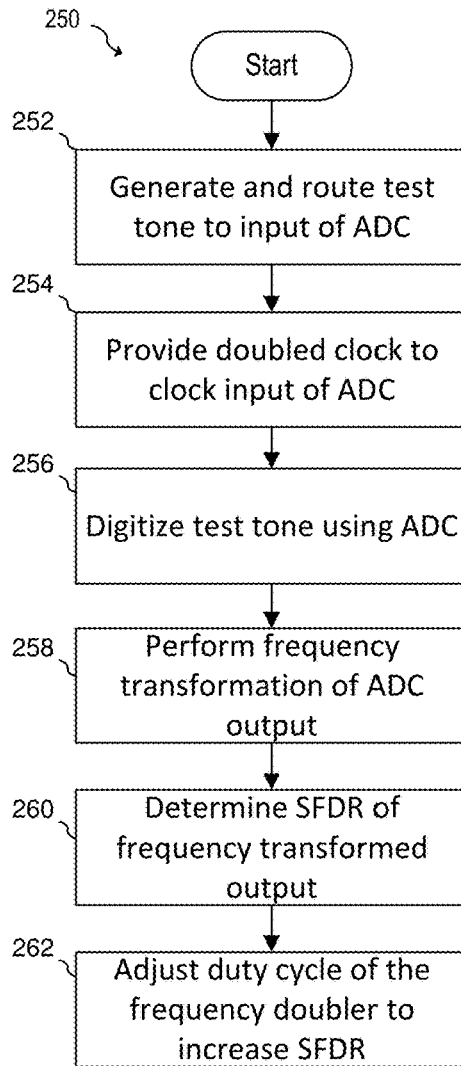 250
Start
252
Generate and route test
tone to input of ADC
254
Provide doubled clock to
clock input of ADC
256
Digitize test tone using ADC
258
Perform frequency
transformation of ADC
output
260
Determine SFDR of
frequency transformed
output
262
Adjust duty cycle of the
frequency doubler to
increase SFDR